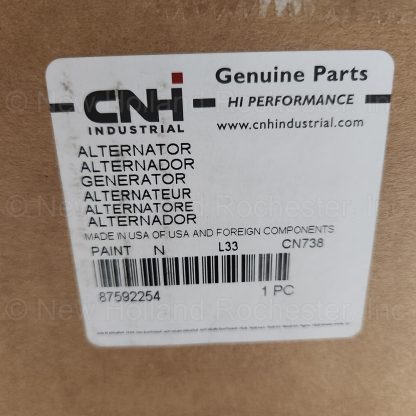 CNH
INDUSTRIAL
Genuine Parts
HI PERFORMANCE
www.cnhindustrial.com
ALTERNATOR
ALTERNADOR
GENERATOR
ALTERNATEUR
ALTERNATORE
ALTERNADOR
MADE IN USA OF USA AND FOREIGN COMPONENTS
PAINT N L33 CN738
87592254 1 PC
© New Holland Rochester, Inc.